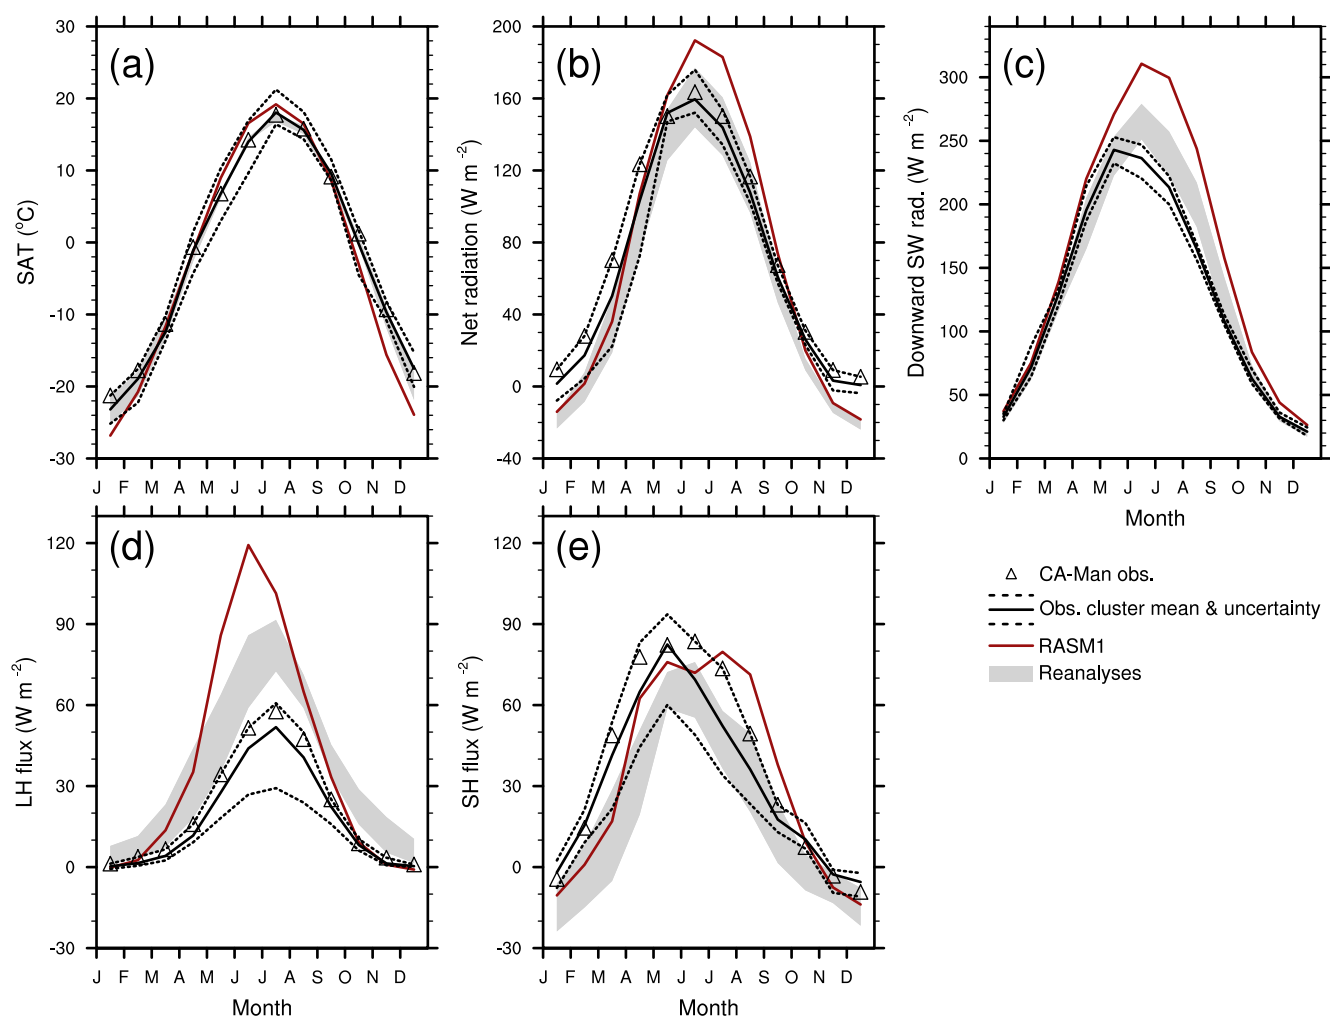 (a)
SAT (°C)
30
20
10
0
-10
-20
-30
J F M A M J J A S O N D
(b)
Net radiation (W m⁻²)
200
160
120
80
40
0
-40
J F M A M J J A S O N D
(c)
Downward SW rad. (W m⁻²)
300
250
200
150
100
50
0
J F M A M J J A S O N D
Month
(d)
LH flux (W m⁻²)
120
90
60
30
0
-30
J F M A M J J A S O N D
Month
(e)
SH flux (W m⁻²)
120
90
60
30
0
-30
J F M A M J J A S O N D
Month
CA-Man obs.
Obs. cluster mean & uncertainty
RASM1
Reanalyses